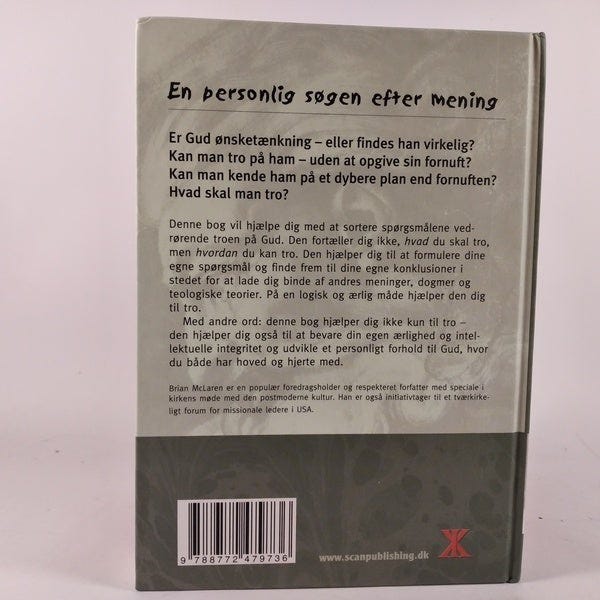 En personlig søgen efter mening
Er Gud ønsketænkning – eller findes han virkelig?
Kan man tro på ham – uden at opgive sin fornuft?
Kan man kende ham på et dybere plan end fornuften?
Hvad skal man tro?
Denne bog vil hjælpe dig med at sortere spørgsmålene ved-
rørende troen på Gud. Den fortæller dig ikke, hvad du skal tro,
men hvordan du kan tro. Den hjælper dig til at formulere dine
egne spørgsmål og finde frem til dine egne konklusioner i
stedet for at lade dig binde af andres meninger, dogmer og
teologiske teorier. På en logisk og ærlig måde hjælper den dig
til at tro.
Med andre ord: denne bog hjælper dig ikke kun til at tro –
den hjælper dig også til at bevare din egen ærlighed og intel-
lektuelle integritet og udvikle et personligt forhold til Gud, hvor
du både har hoved og hjerte med.
Brian McLaren er en populær foredragsholder og respekteret forfatter med speciale i
kirkens møde med den postmoderne kultur. Han er også initiativtager til et tværkirke-
ligt forum for missionale ledere i USA.
9 788772 479736
www.scanpublishing.dk